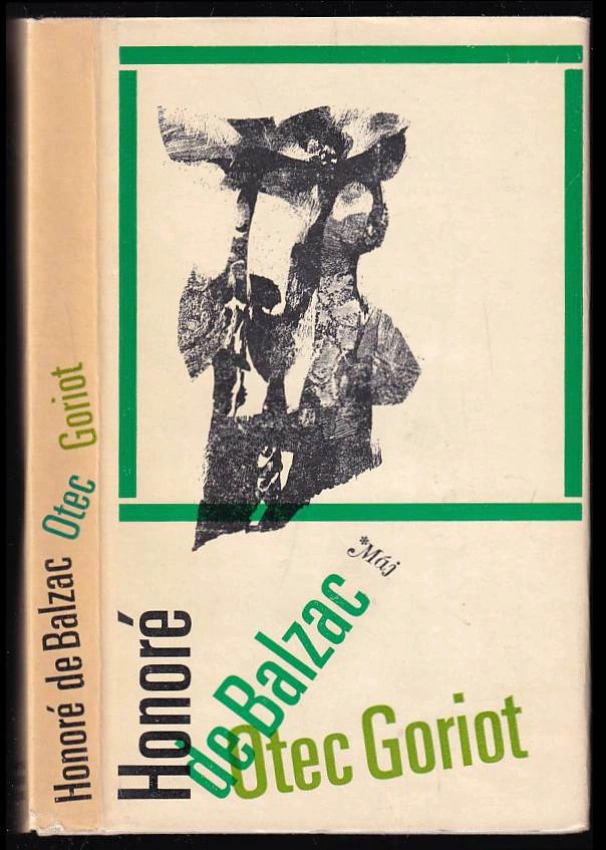 Honoré de Balzac Otec Goriot
*Máj
Honoré
de Balzac
Otec Goriot